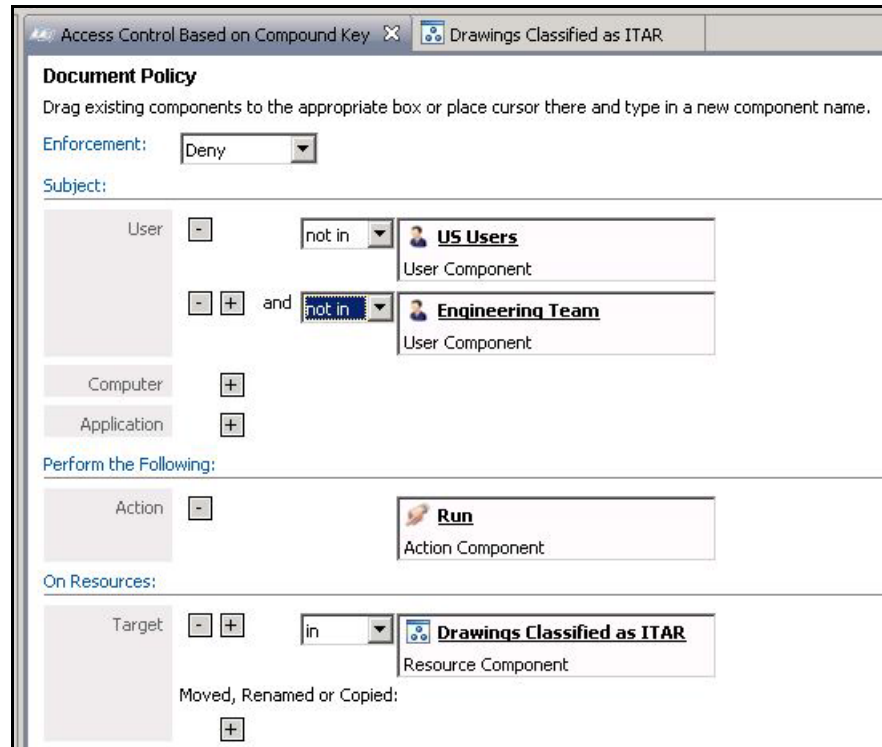 Access Control Based on Compound Key
Drawings Classified as ITAR
Document Policy
Drag existing components to the appropriate box or place cursor there and type in a new component name.
Enforcement: Deny
Subject:
User - not in US Users
User Component
- + and not in Engineering Team
User Component
Computer +
Application +
Perform the Following:
Action - Run
Action Component
On Resources:
Target - + in Drawings Classified as ITAR
Resource Component
Moved, Renamed or Copied:
+